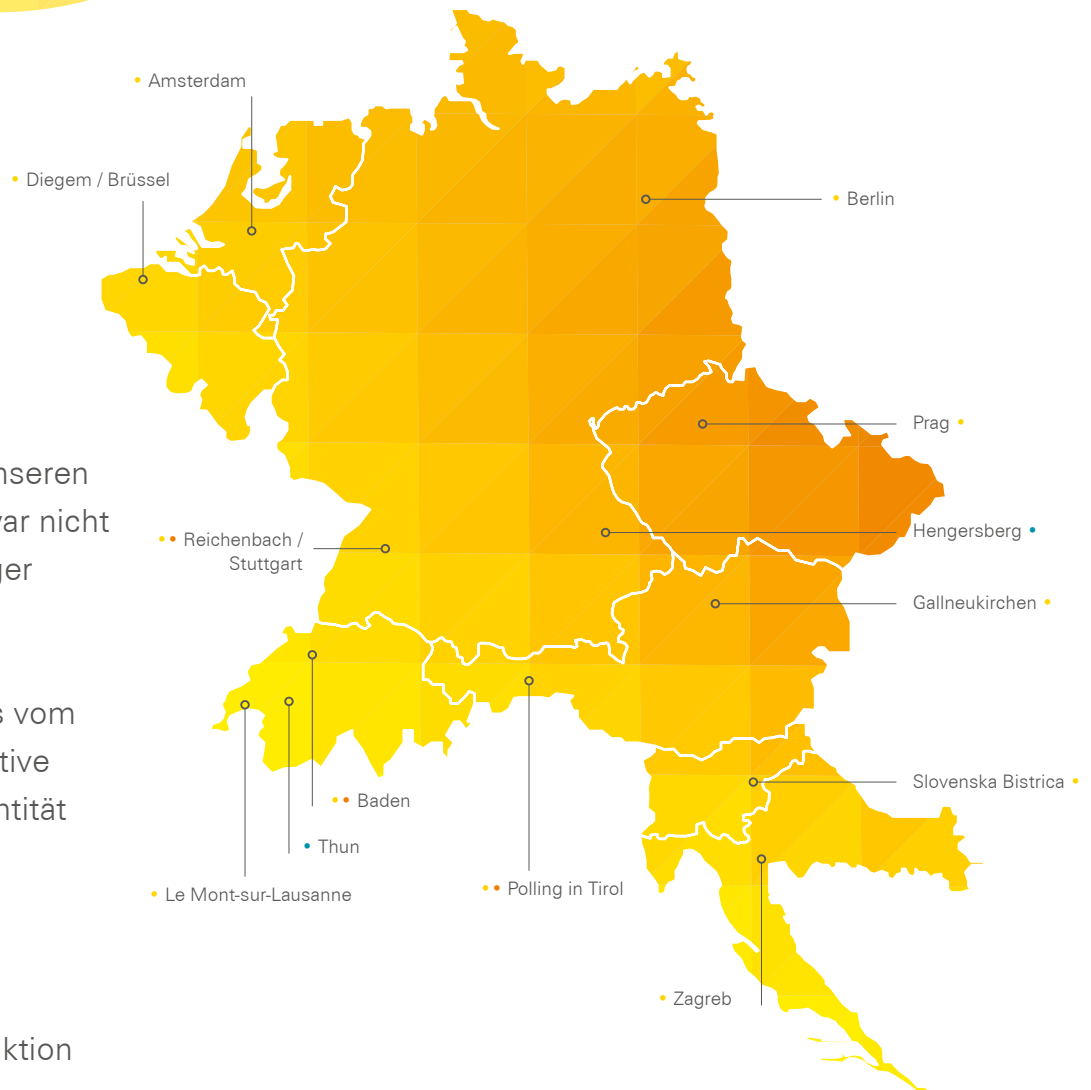 • Amsterdam
• Diegem / Brüssel
• Berlin
Prag •
Hengersberg •
•• Reichenbach /
Stuttgart
Gallneukirchen •
Slovenska Bistrica •
•• Baden
• Thun
• Le Mont-sur-Lausanne
•• Polling in Tirol
• Zagreb
nseren
var nicht
ger
s vom
tive
ntität
ktion